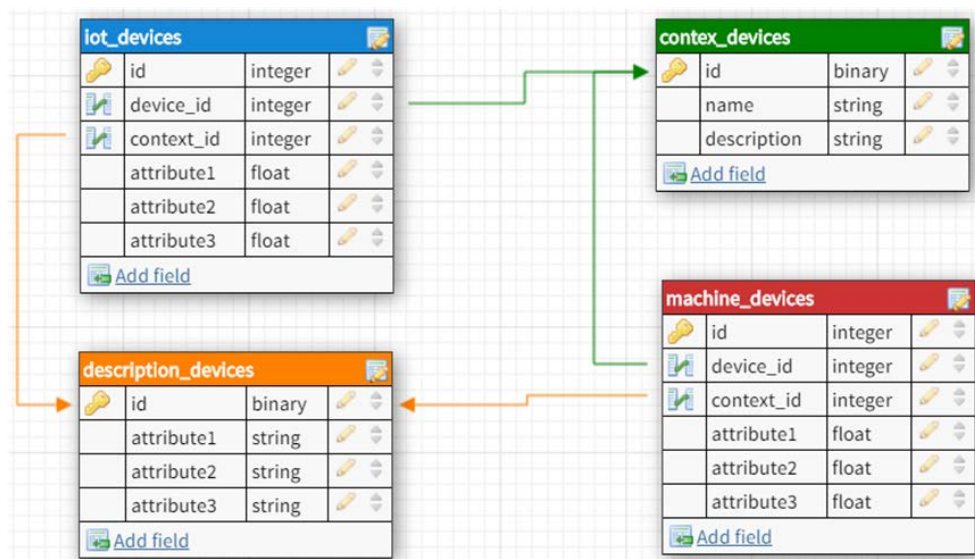 iot_devices
id integer
device_id integer
context_id integer
attribute1 float
attribute2 float
attribute3 float
Add field
contex_devices
id binary
name string
description string
Add field
description_devices
id binary
attribute1 string
attribute2 string
attribute3 string
Add field
machine_devices
id integer
device_id integer
context_id integer
attribute1 float
attribute2 float
attribute3 float
Add field